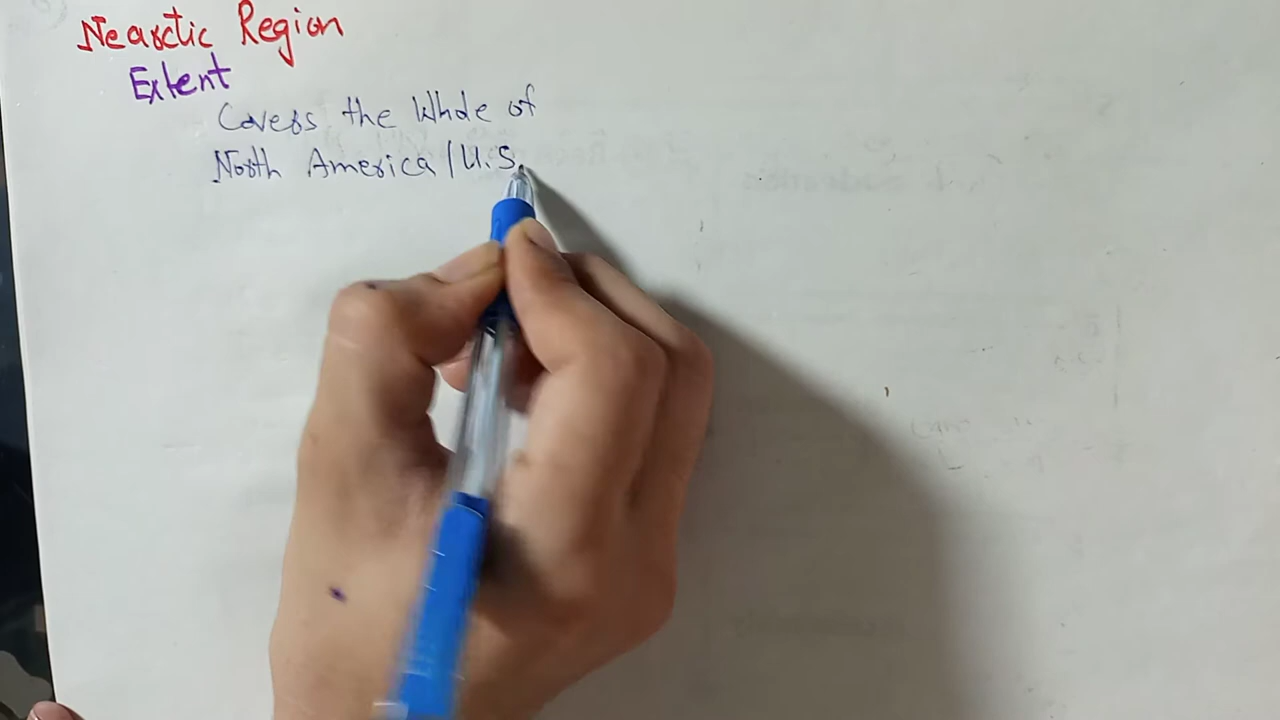 Nearctic Region
Extent
Covers the Whole of
North America / U.S.